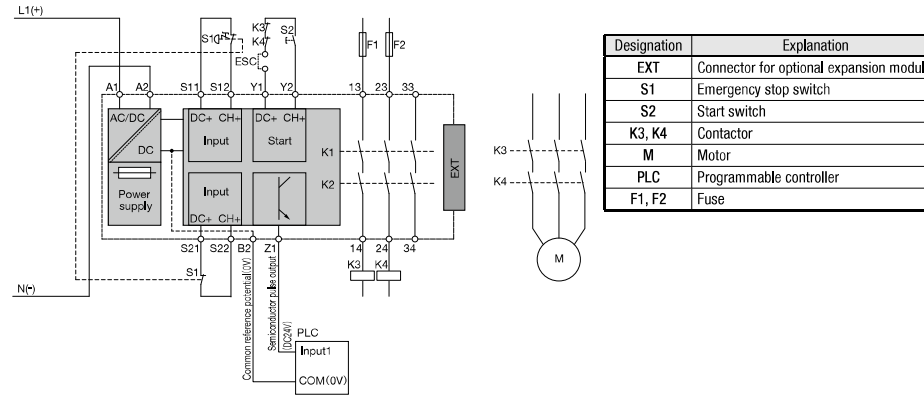 L1(+)
S1
K3
K4
S2
ESC
F1
F2
A1
A2
S11
S12
Y1
Y2
13
23
33
AC/DC
DC
DC+ CH+
Input
DC+ CH+
Start
K1
K2
EXT
Power
supply
Input
DC+ CH+
S21
S22
B2
Z1
14
24
34
S1
K3
K4
N(-)
Common reference potential(0V)
Semiconductor pulse output
(DC24V)
PLC
Input1
COM(0V)
K3
K4
M
Designation Explanation
EXT Connector for optional expansion modul
S1 Emergency stop switch
S2 Start switch
K3, K4 Contactor
M Motor
PLC Programmable controller
F1, F2 Fuse